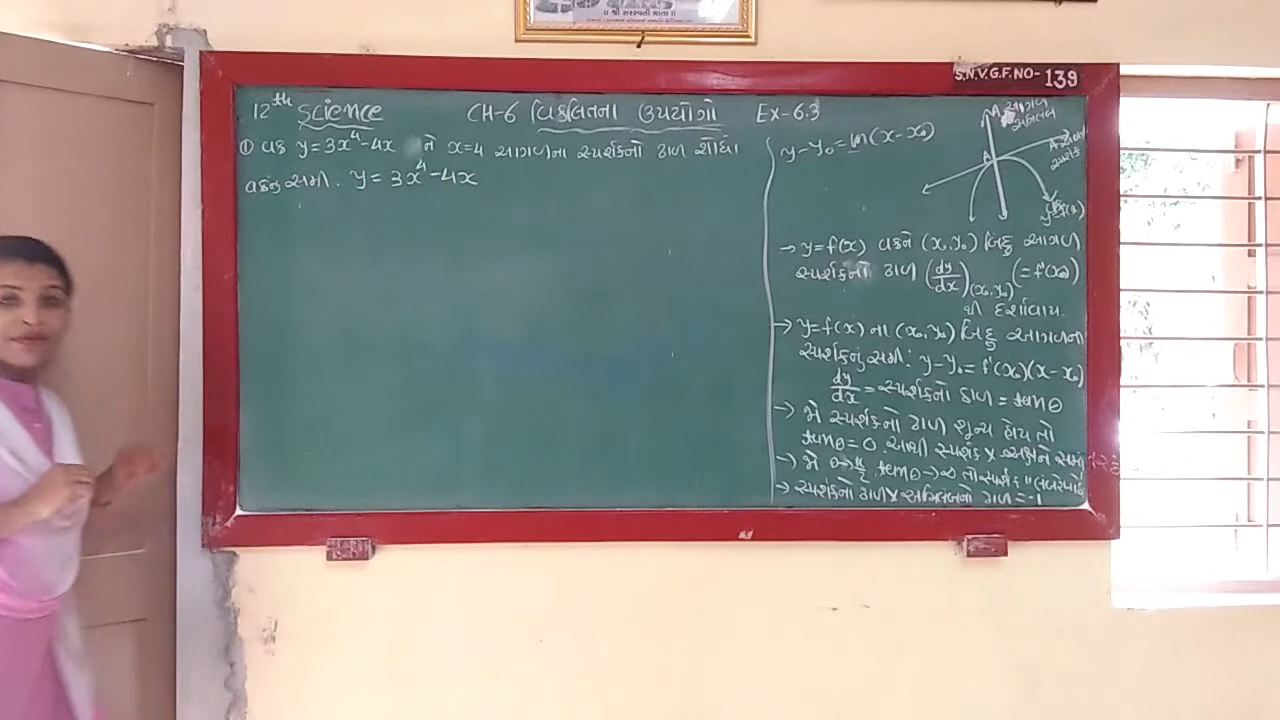 ॥ શ્રી સરસ્વતી માતા ॥
S.N.V.G.F.NO- 139
12th Science CH-6 વિકલિતના ઉપયોગો Ex-6.3
① વક્ર y=3x⁴-4x ને x=4 આગળના સ્પર્શકનો ઢાળ શોધો.
વક્રનું સમી. y = 3x⁴-4x
y-y₀ = m(x-x₀)
A
y=f(x)
→ y=f(x) વક્રને (x₀,y₀) બિંદુ આગળ
સ્પર્શકનો ઢાળ (dy/dx)(x₀,y₀) (=f'(x₀))
થી દર્શાવાય.
→ y=f(x) ના (x₀,y₀) બિંદુ આગળના
સ્પર્શકનું સમી: y-y₀ = f'(x₀)(x-x₀)
dy/dx = સ્પર્શકનો ઢાળ = tanθ
→ જો સ્પર્શકનો ઢાળ શૂન્ય હોય તો
tanθ=0 .આથી સ્પર્શક X અક્ષને
→ જો θ→π/2 .tanθ→∞ તો સ્પર્શક
→ સ્પર્શકનો ઢાળ × અભિલંબનો ઢાળ = -1